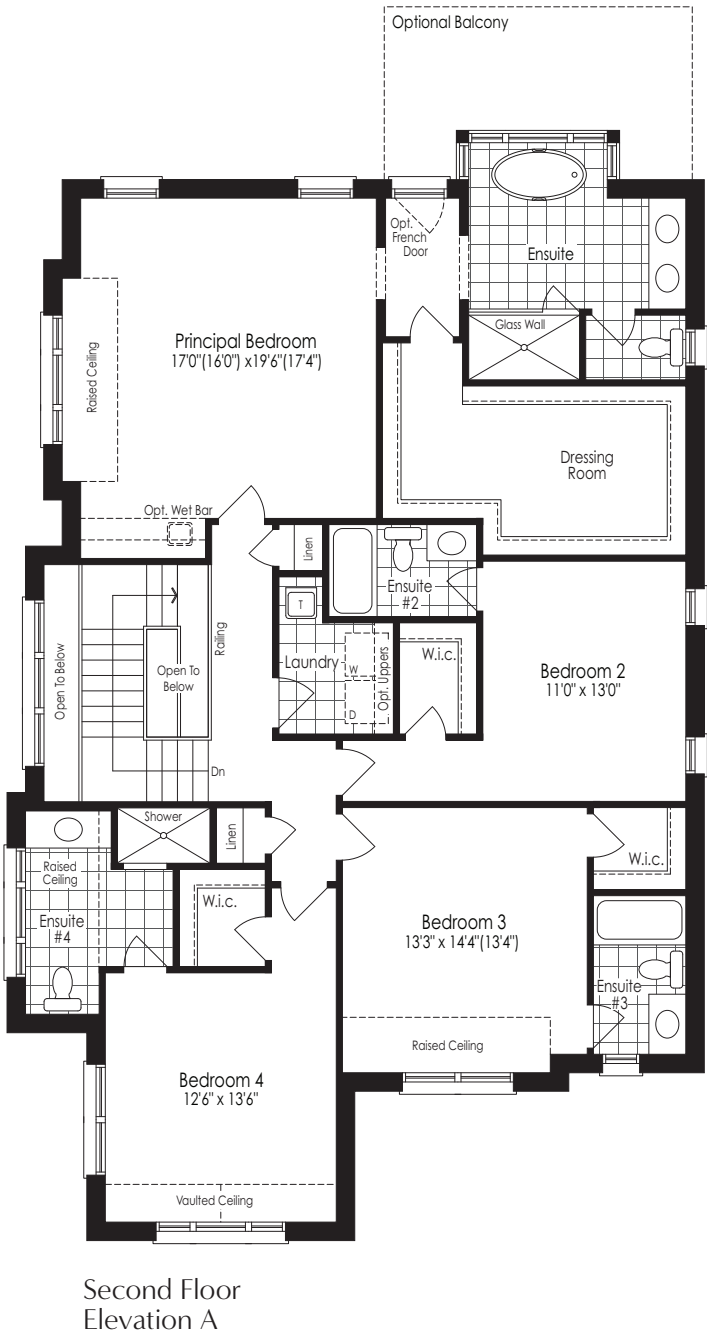 Optional Balcony
Opt.
French
Door
Ensuite
Glass Wall
Principal Bedroom
17'0"(16'0") x19'6"(17'4")
Raised Ceiling
Dressing
Room
Opt. Wet Bar
Linen
Ensuite
#2
T
Laundry
W
D
Opt. Uppers
W.i.c.
Bedroom 2
11'0" x 13'0"
Open To Below
Open To
Below
Railing
Dn
Shower
Linen
Raised
Ceiling
Ensuite
#4
W.i.c.
W.i.c.
Bedroom 3
13'3" x 14'4"(13'4")
Ensuite
#3
Raised Ceiling
Bedroom 4
12'6" x 13'6"
Vaulted Ceiling
Second Floor
Elevation A